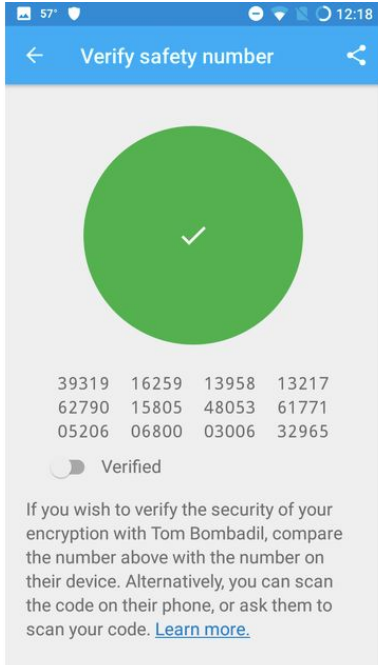 57° 12:18
Verify safety number
39319 16259 13958 13217
62790 15805 48053 61771
05206 06800 03006 32965
Verified
If you wish to verify the security of your
encryption with Tom Bombadil, compare
the number above with the number on
their device. Alternatively, you can scan
the code on their phone, or ask them to
scan your code. Learn more.